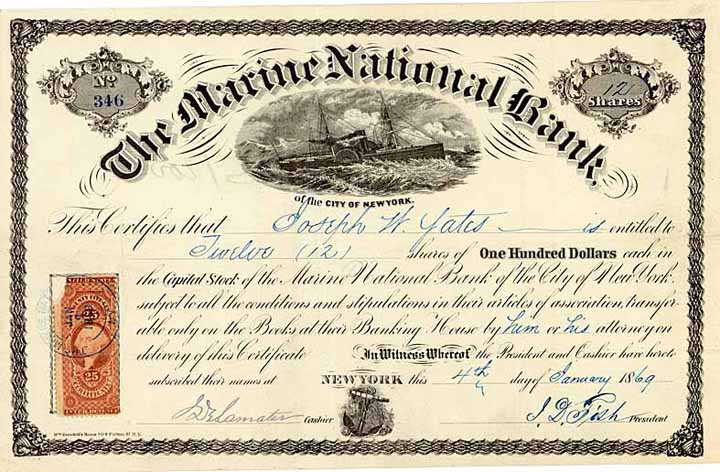 No
346
12
Shares
The Marine National Bank
of the CITY OF NEW YORK.
This Certifies that Joseph W. Yates is entitled to
Twelve (12) shares of One Hundred Dollars each in
the Capital Stock of the Marine National Bank of the City of New York.
subject to all the conditions and stipulations in their articles of association, transfer-
able only on the Books at their Banking House by him or his attorney on
delivery of this Certificate In Witness Whereof the President and Cashier have hereto
subscribed their names at NEW YORK this 4th day of January 1869
J Delamater Cashier J. D. Fish President
25
25
CERTIFICATE